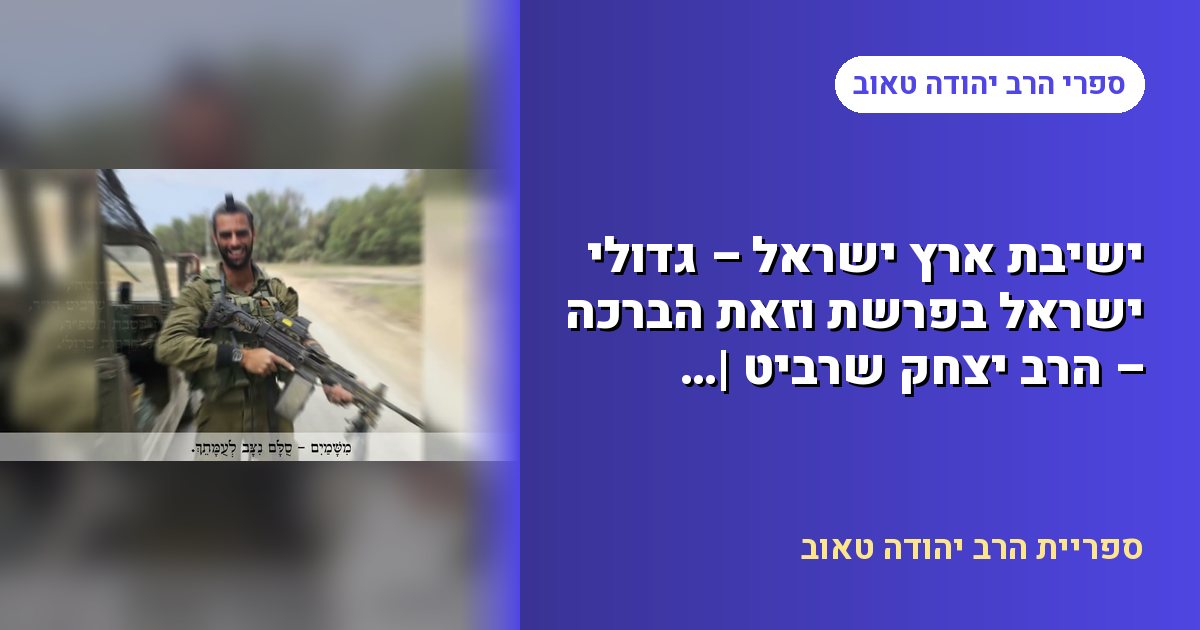 ספרי הרב יהודה טאוב
ישיבת ארץ ישראל – גדולי
ישראל בפרשת וזאת הברכה
– הרב יצחק שרביט |...
מִשָּׁמַיִם – סֻלָּם נִצָּב לְעֻמָּתֵךְ.
ספריית הרב יהודה טאוב